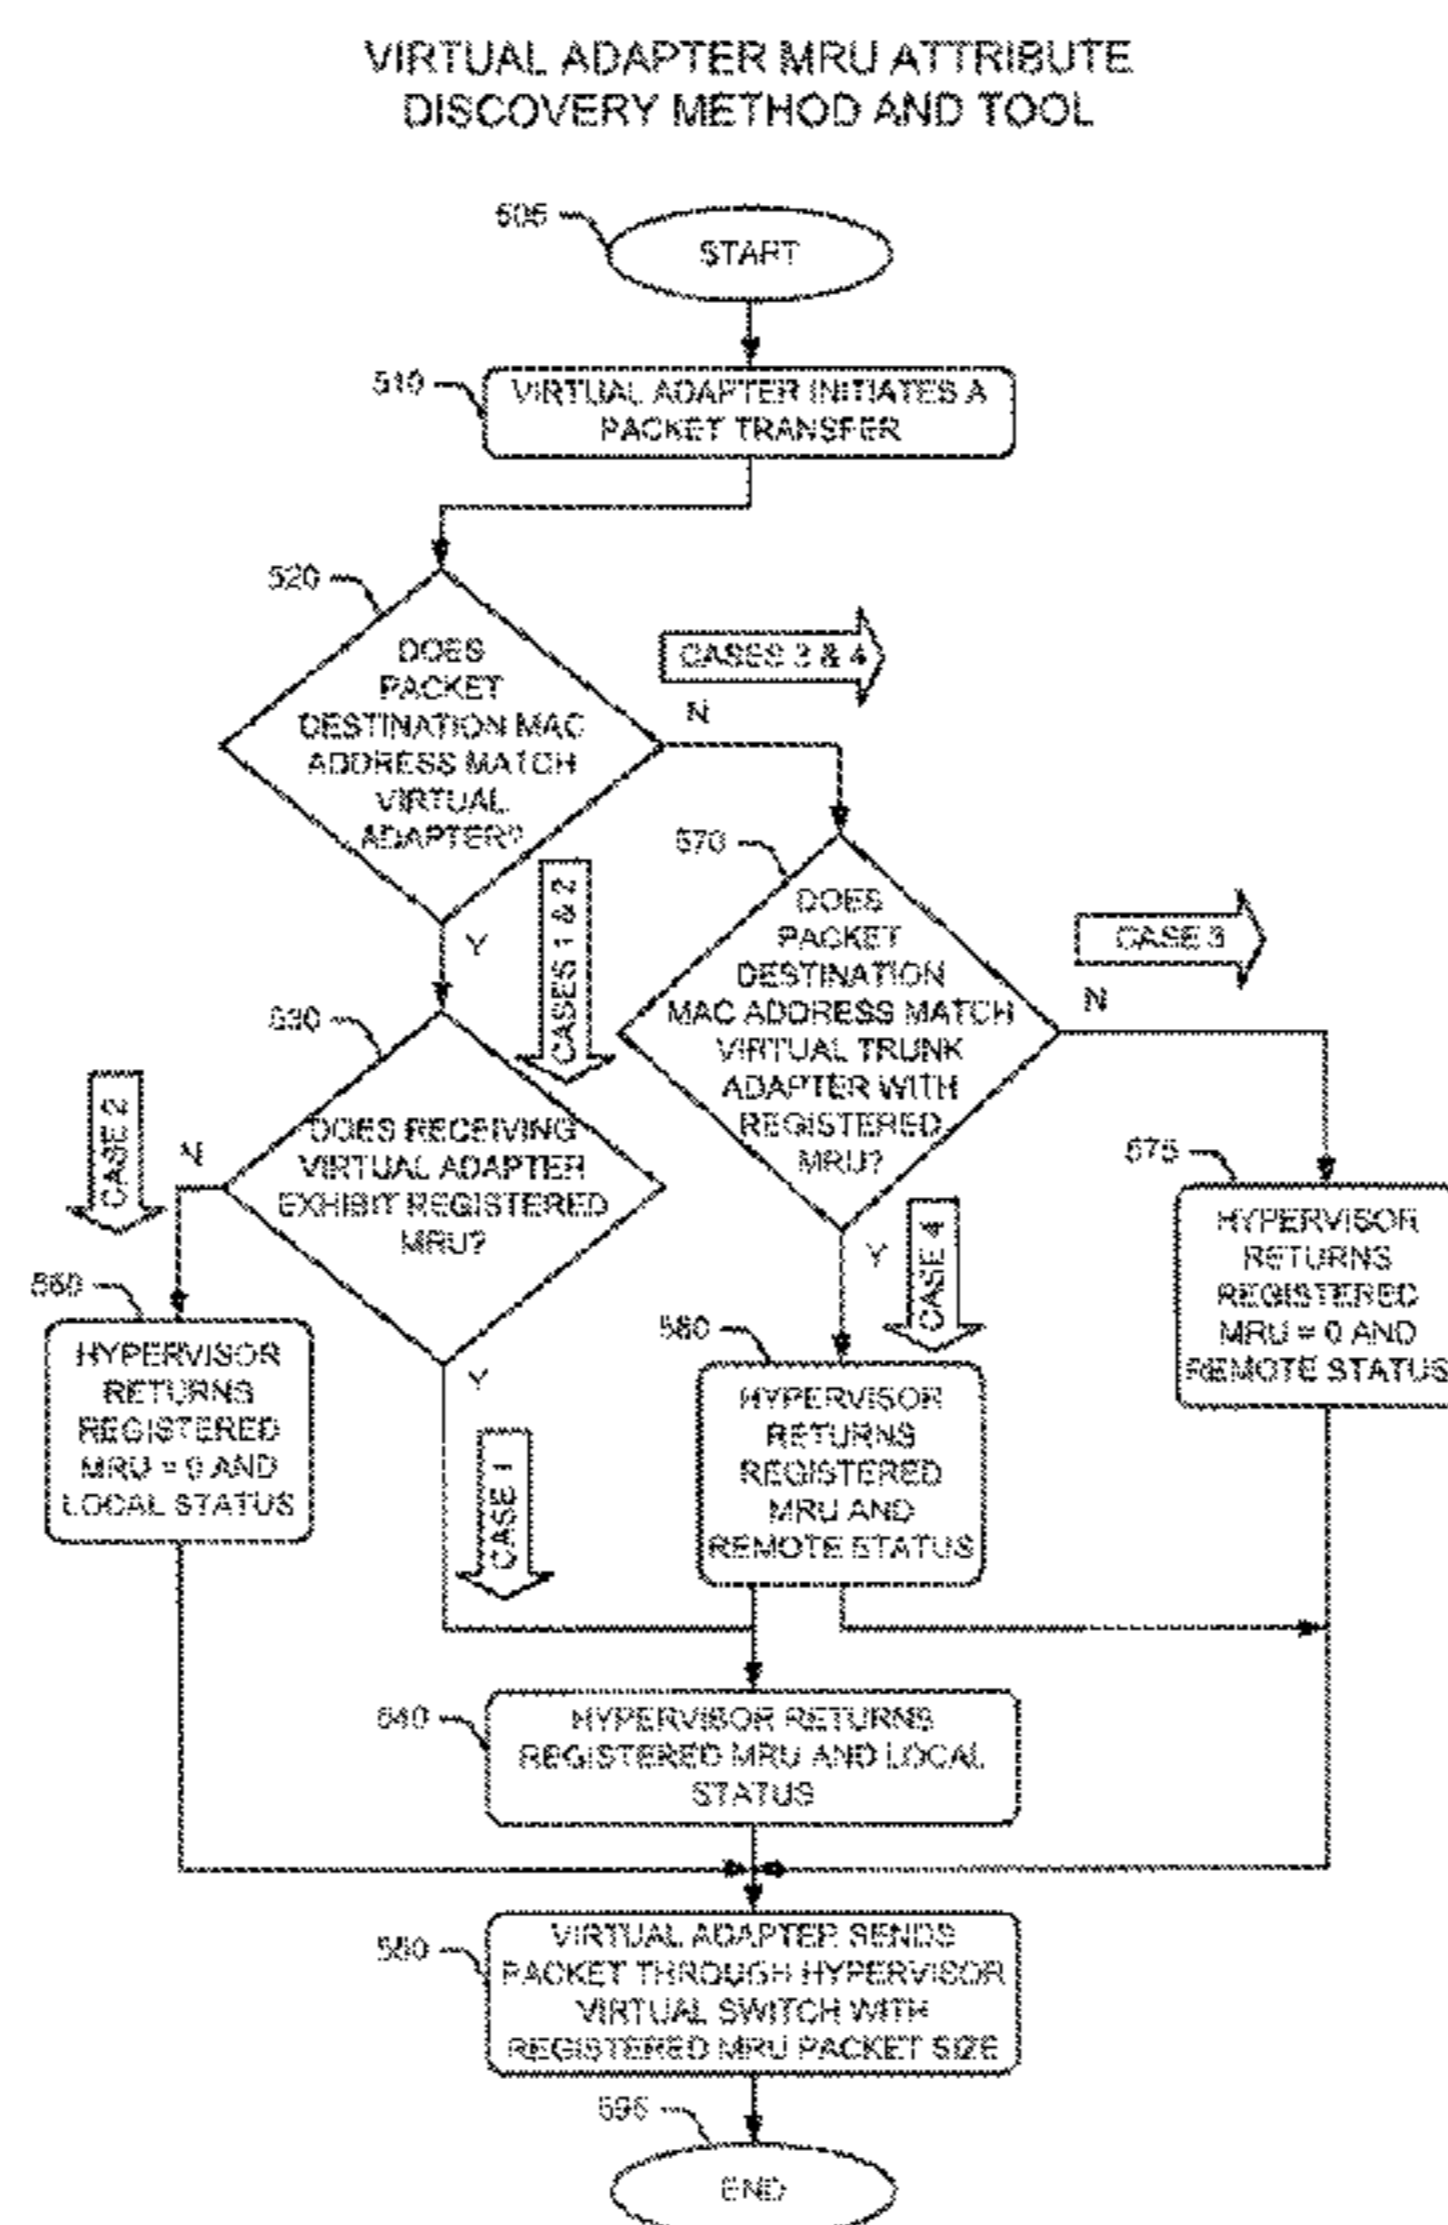 VIRTUAL ADAPTER MRU ATTRIBUTE
DISCOVERY METHOD AND TOOL
505
START
510
VIRTUAL ADAPTER INITIATES A
PACKET TRANSFER
520
DOES
PACKET
DESTINATION MAC
ADDRESS MATCH
VIRTUAL
ADAPTER?
CASES 3 & 4
N
Y
CASES 1 & 2
570
DOES
PACKET
DESTINATION
MAC ADDRESS MATCH
VIRTUAL TRUNK
ADAPTER WITH
REGISTERED
MRU?
CASE 3
N
530
DOES RECEIVING
VIRTUAL ADAPTER
EXHIBIT REGISTERED
MRU?
CASE 2
N
Y
CASE 4
575
HYPERVISOR
RETURNS
REGISTERED
MRU = 0 AND
REMOTE STATUS
560
HYPERVISOR
RETURNS
REGISTERED
MRU = 0 AND
LOCAL STATUS
Y
CASE 1
580
HYPERVISOR
RETURNS
REGISTERED
MRU AND
REMOTE STATUS
540
HYPERVISOR RETURNS
REGISTERED MRU AND LOCAL
STATUS
550
VIRTUAL ADAPTER SENDS
PACKET THROUGH HYPERVISOR
VIRTUAL SWITCH WITH
REGISTERED MRU PACKET SIZE
595
END